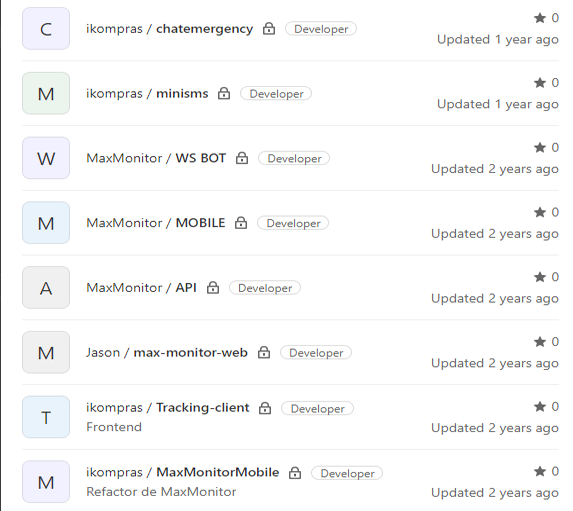 C ikompras / chatemergency Developer ★ 0
Updated 1 year ago
M ikompras / minisms Developer ★ 0
Updated 1 year ago
W MaxMonitor / WS BOT Developer ★ 0
Updated 2 years ago
M MaxMonitor / MOBILE Developer ★ 0
Updated 2 years ago
A MaxMonitor / API Developer ★ 0
Updated 2 years ago
M Jason / max-monitor-web Developer ★ 0
Updated 2 years ago
T ikompras / Tracking-client Developer ★ 0
Frontend Updated 2 years ago
M ikompras / MaxMonitorMobile Developer ★ 0
Refactor de MaxMonitor Updated 2 years ago